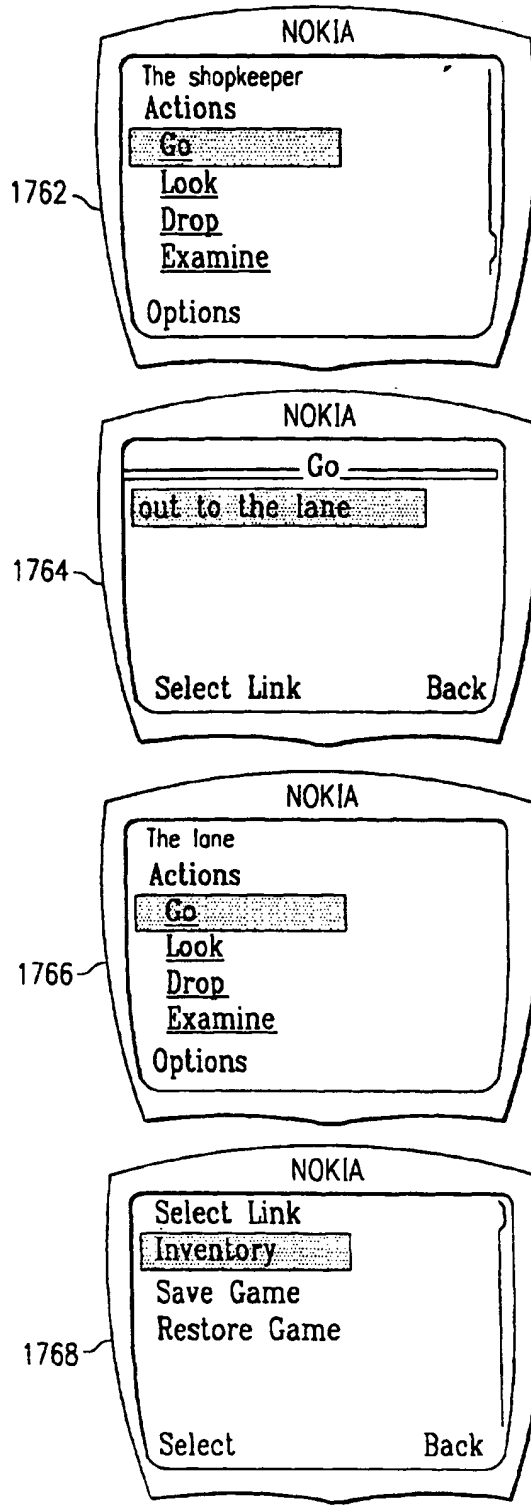 NOKIA
The shopkeeper
Actions
Go
1762
Look
Drop
Examine
Options
NOKIA
Go
out to the lane
1764
Select Link Back
NOKIA
The lane
Actions
Go
Look
1766
Drop
Examine
Options
NOKIA
Select Link
Inventory
Save Game
Restore Game
1768
Select Back